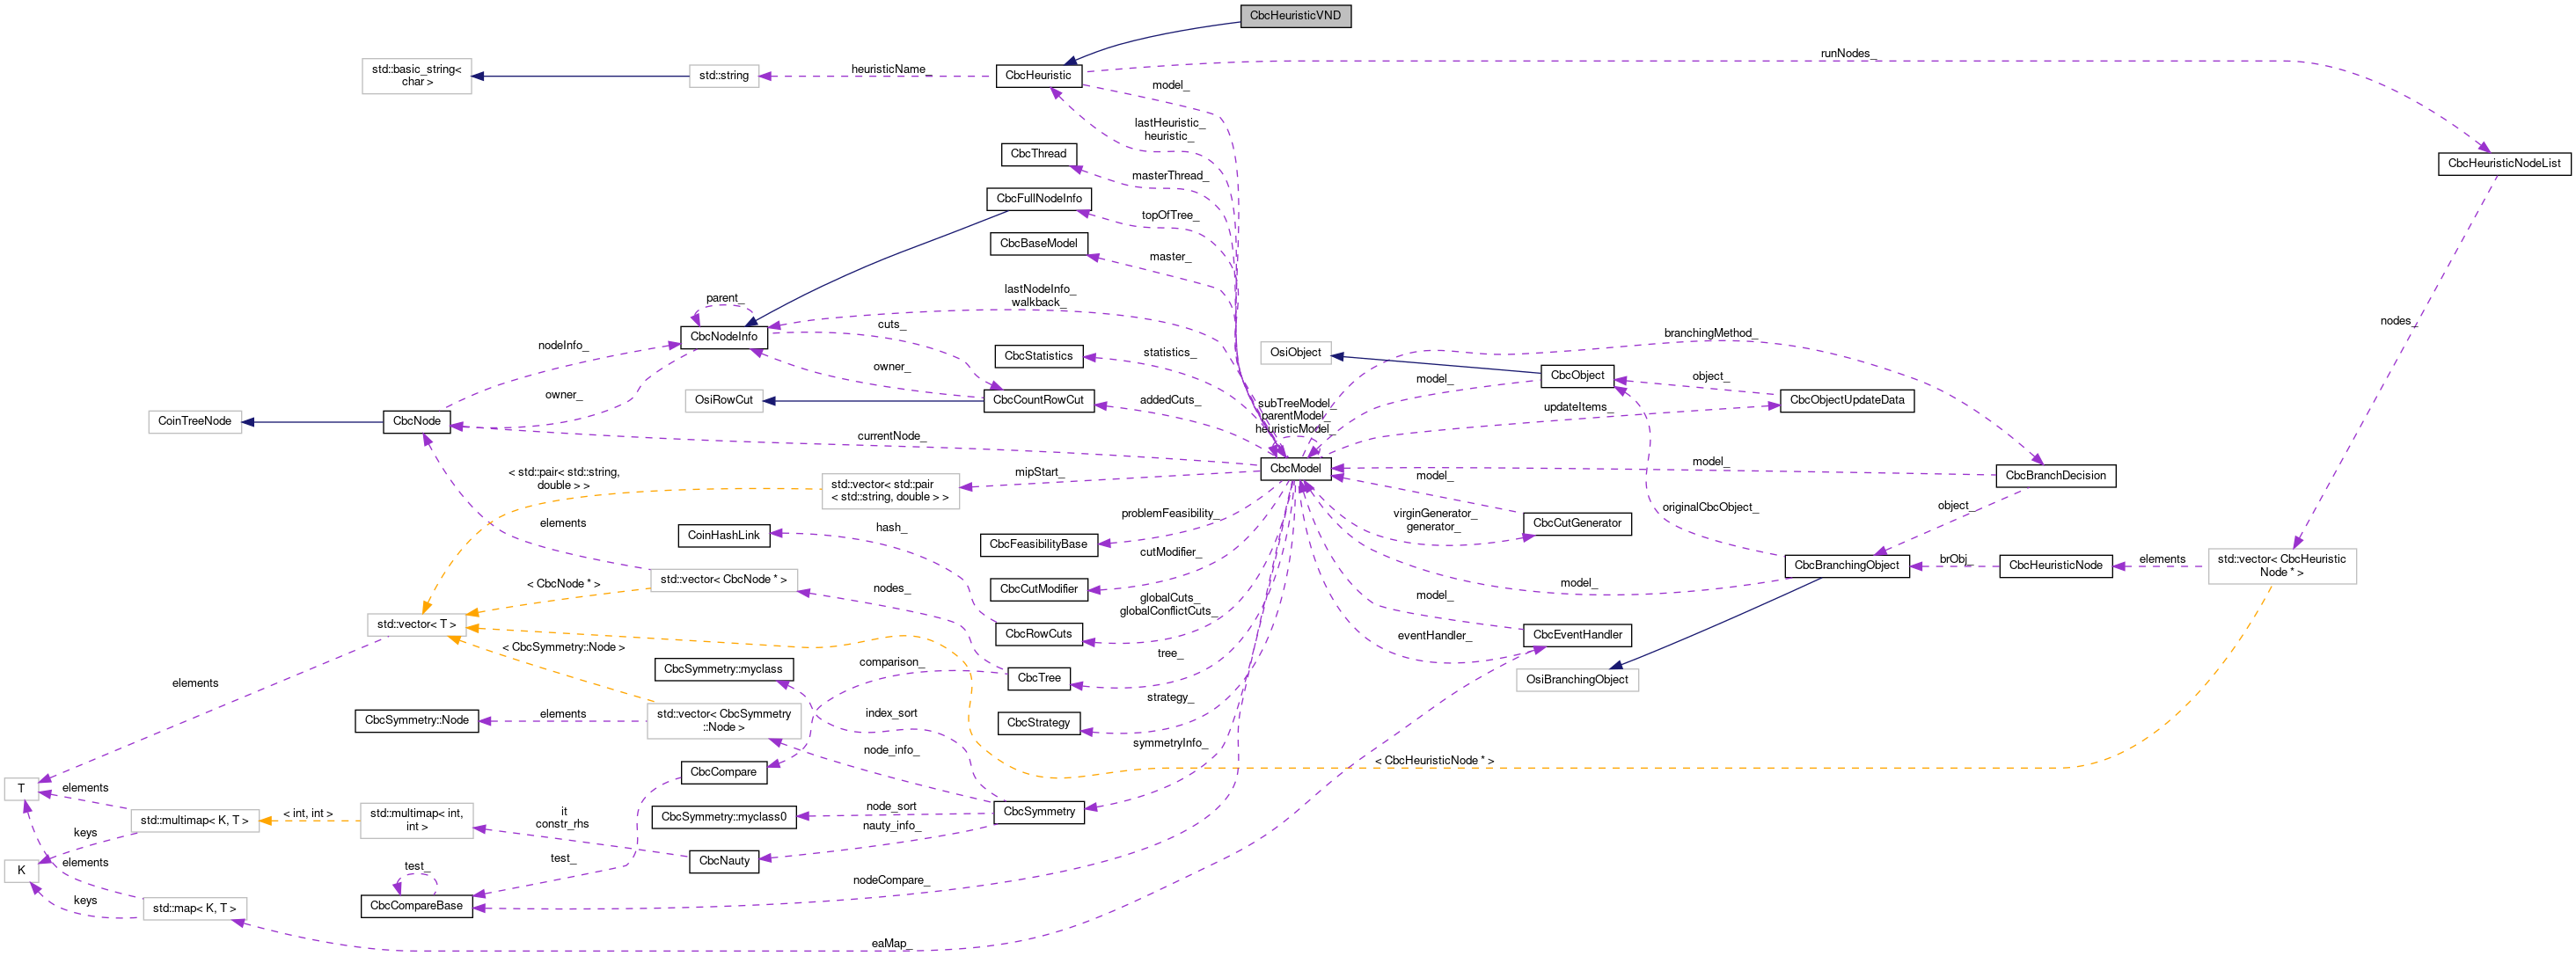 CbcHeuristicVND
runNodes_
std::basic_string<
char >
std::string
heuristicName_
CbcHeuristic
model_
lastHeuristic_
heuristic_
CbcThread
masterThread_
CbcHeuristicNodeList
CbcFullNodeInfo
topOfTree_
CbcBaseModel
master_
parent_
lastNodeInfo_
walkback_
CbcNodeInfo
cuts_
nodeInfo_
owner_
owner_
CbcStatistics
statistics_
OsiObject
branchingMethod_
nodes_
CbcObject
model_
object_
CbcObjectUpdateData
updateItems_
OsiRowCut
CbcCountRowCut
addedCuts_
subTreeModel_
parentModel_
heuristicModel_
CoinTreeNode
CbcNode
currentNode_
CbcModel
model_
CbcBranchDecision
< std::pair< std::string,
double > >
std::vector< std::pair
< std::string, double > >
mipStart_
model_
object_
originalCbcObject_
elements
CoinHashLink
hash_
problemFeasibility_
CbcFeasibilityBase
virginGenerator_
generator_
CbcCutGenerator
cutModifier_
CbcCutModifier
CbcBranchingObject
brObj_
CbcHeuristicNode
elements
std::vector< CbcHeuristic
Node * >
model_
< CbcNode * >
std::vector< CbcNode * >
nodes_
globalCuts_
globalConflictCuts_
model_
std::vector< T >
CbcRowCuts
CbcEventHandler
eventHandler_
< CbcSymmetry::Node >
CbcSymmetry::myclass
comparison_
tree_
CbcTree
OsiBranchingObject
elements
CbcSymmetry::Node
elements
std::vector< CbcSymmetry
::Node >
index_sort
strategy_
CbcStrategy
node_info_
symmetryInfo_
< CbcHeuristicNode * >
CbcCompare
T
elements
std::multimap< K, T >
< int, int >
std::multimap< int,
int >
it
constr_rhs
CbcSymmetry::myclass0
node_sort
CbcSymmetry
nauty_info_
keys
elements
K
CbcNauty
test_
test_
nodeCompare_
keys
std::map< K, T >
CbcCompareBase
eaMap_